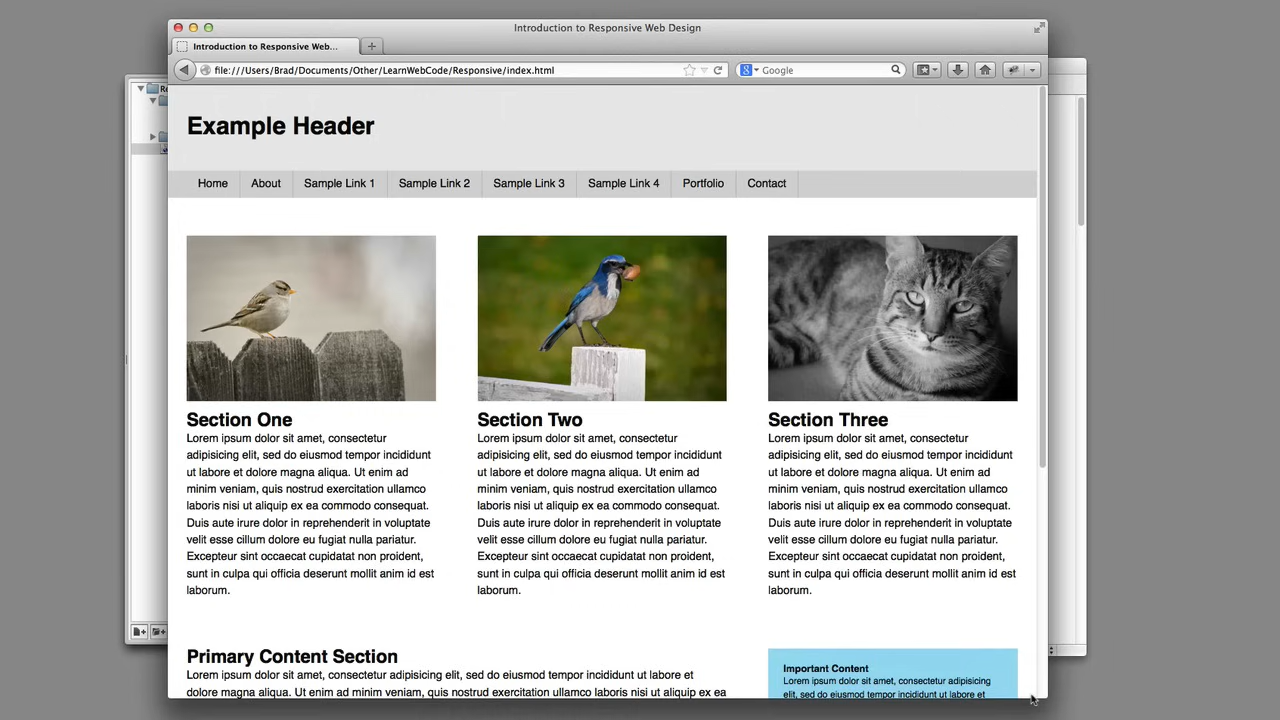 Introduction to Responsive Web Design
Introduction to Responsive Web...
file:///Users/Brad/Documents/Other/LearnWebCode/Responsive/index.html
Google
Re
Example Header
Home About Sample Link 1 Sample Link 2 Sample Link 3 Sample Link 4 Portfolio Contact
Section One
Lorem ipsum dolor sit amet, consectetur
adipisicing elit, sed do eiusmod tempor incididunt
ut labore et dolore magna aliqua. Ut enim ad
minim veniam, quis nostrud exercitation ullamco
laboris nisi ut aliquip ex ea commodo consequat.
Duis aute irure dolor in reprehenderit in voluptate
velit esse cillum dolore eu fugiat nulla pariatur.
Excepteur sint occaecat cupidatat non proident,
sunt in culpa qui officia deserunt mollit anim id est
laborum.
Section Two
Lorem ipsum dolor sit amet, consectetur
adipisicing elit, sed do eiusmod tempor incididunt
ut labore et dolore magna aliqua. Ut enim ad
minim veniam, quis nostrud exercitation ullamco
laboris nisi ut aliquip ex ea commodo consequat.
Duis aute irure dolor in reprehenderit in voluptate
velit esse cillum dolore eu fugiat nulla pariatur.
Excepteur sint occaecat cupidatat non proident,
sunt in culpa qui officia deserunt mollit anim id est
laborum.
Section Three
Lorem ipsum dolor sit amet, consectetur
adipisicing elit, sed do eiusmod tempor incididunt
ut labore et dolore magna aliqua. Ut enim ad
minim veniam, quis nostrud exercitation ullamco
laboris nisi ut aliquip ex ea commodo consequat.
Duis aute irure dolor in reprehenderit in voluptate
velit esse cillum dolore eu fugiat nulla pariatur.
Excepteur sint occaecat cupidatat non proident,
sunt in culpa qui officia deserunt mollit anim id est
laborum.
Primary Content Section
Lorem ipsum dolor sit amet, consectetur adipisicing elit, sed do eiusmod tempor incididunt ut labore et
dolore magna aliqua. Ut enim ad minim veniam, quis nostrud exercitation ullamco laboris nisi ut aliquip ex ea
Important Content
Lorem ipsum dolor sit amet, consectetur adipisicing
elit, sed do eiusmod tempor incididunt ut labore et